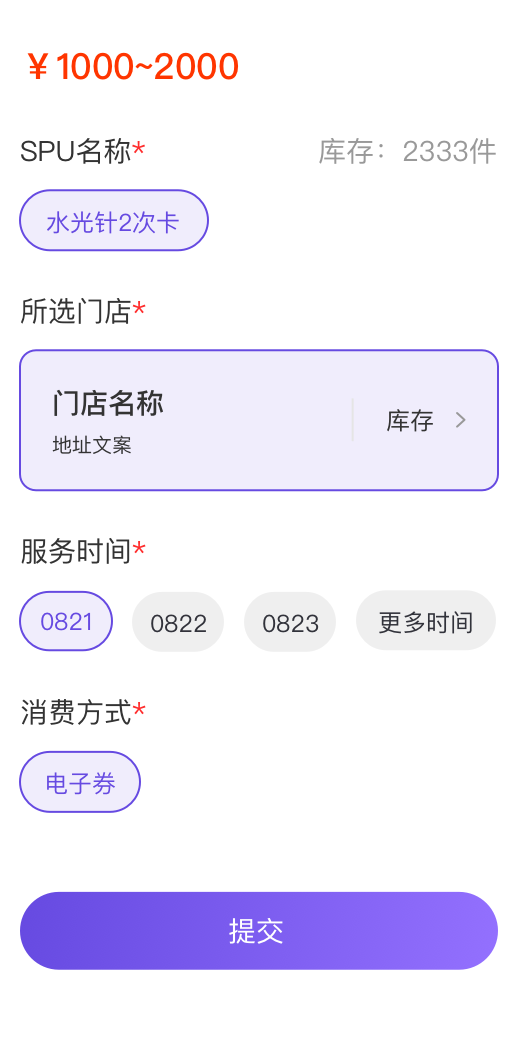 ￥1000~2000
SPU名称* 库存：2333件
水光针2次卡
所选门店*
门店名称
地址文案
库存
服务时间*
0821 0822 0823 更多时间
消费方式*
电子券
提交